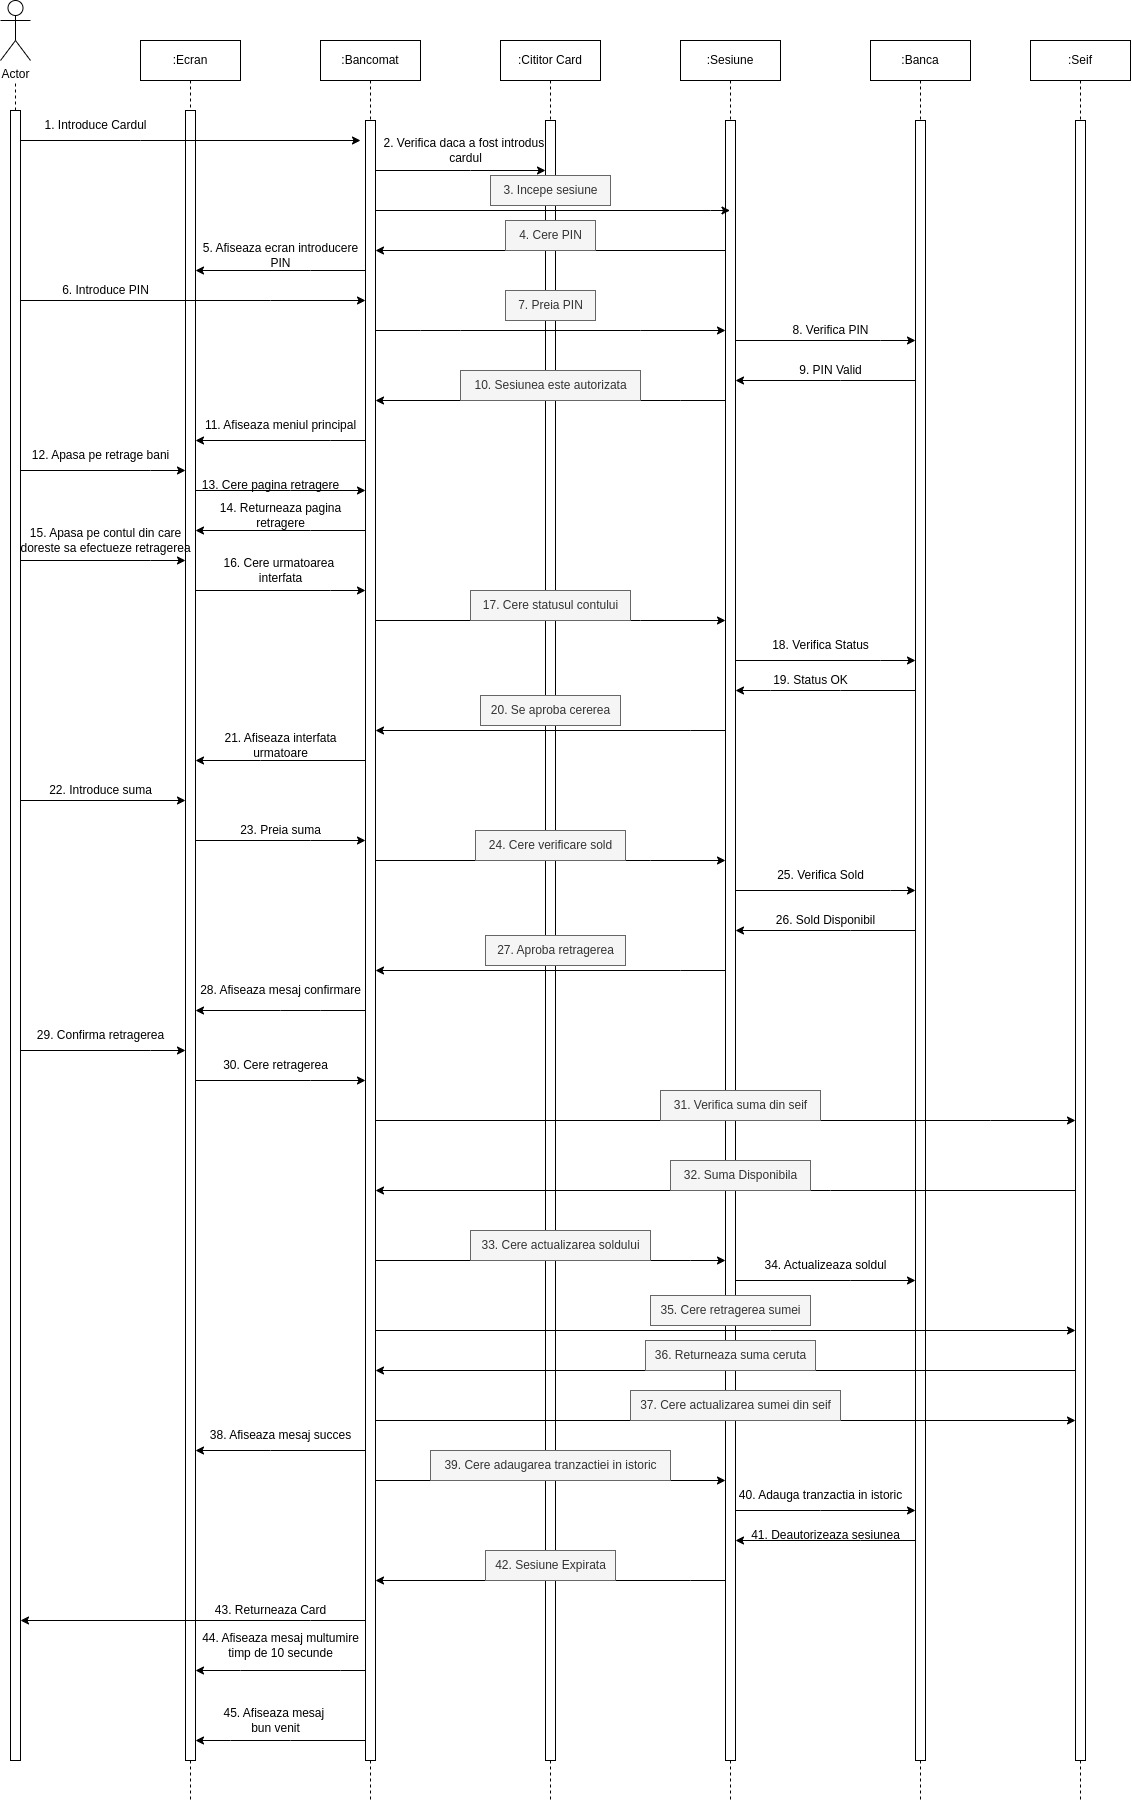 Actor
:Ecran
:Bancomat
:Cititor Card
:Sesiune
:Banca
:Seif
1. Introduce Cardul
2. Verifica daca a fost introdus
cardul
3. Incepe sesiune
4. Cere PIN
5. Afiseaza ecran introducere
PIN
6. Introduce PIN
7. Preia PIN
8. Verifica PIN
9. PIN Valid
10. Sesiunea este autorizata
11. Afiseaza meniul principal
12. Apasa pe retrage bani
13. Cere pagina retragere
14. Returneaza pagina
retragere
15. Apasa pe contul din care
doreste sa efectueze retragerea
16. Cere urmatoarea
interfata
17. Cere statusul contului
18. Verifica Status
19. Status OK
20. Se aproba cererea
21. Afiseaza interfata
urmatoare
22. Introduce suma
23. Preia suma
24. Cere verificare sold
25. Verifica Sold
26. Sold Disponibil
27. Aproba retragerea
28. Afiseaza mesaj confirmare
29. Confirma retragerea
30. Cere retragerea
31. Verifica suma din seif
32. Suma Disponibila
33. Cere actualizarea soldului
34. Actualizeaza soldul
35. Cere retragerea sumei
36. Returneaza suma ceruta
37. Cere actualizarea sumei din seif
38. Afiseaza mesaj succes
39. Cere adaugarea tranzactiei in istoric
40. Adauga tranzactia in istoric
41. Deautorizeaza sesiunea
42. Sesiune Expirata
43. Returneaza Card
44. Afiseaza mesaj multumire
timp de 10 secunde
45. Afiseaza mesaj
bun venit